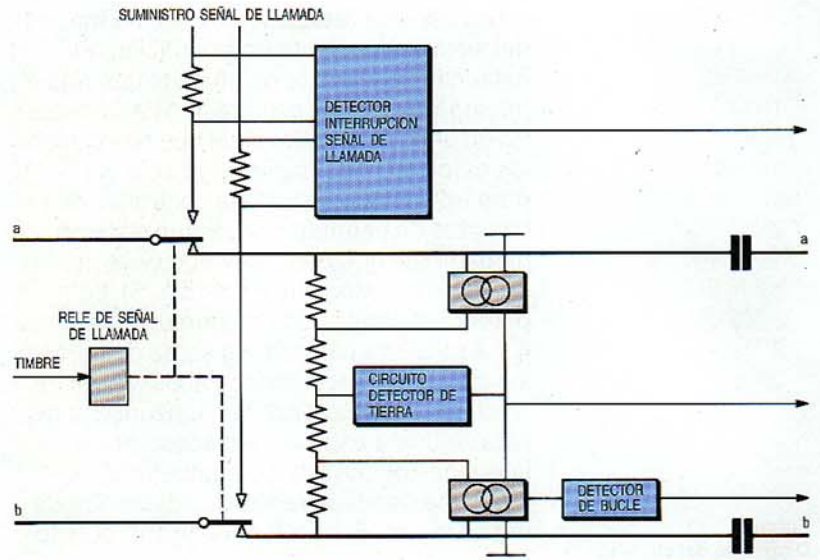 SUMINISTRO SEÑAL DE LLAMADA
DETECTOR
INTERRUPCION
SEÑAL DE
LLAMADA
a
a
RELE DE SEÑAL
DE LLAMADA
TIMBRE
CIRCUITO
DETECTOR DE
TIERRA
DETECTOR
DE BUCLE
b
b